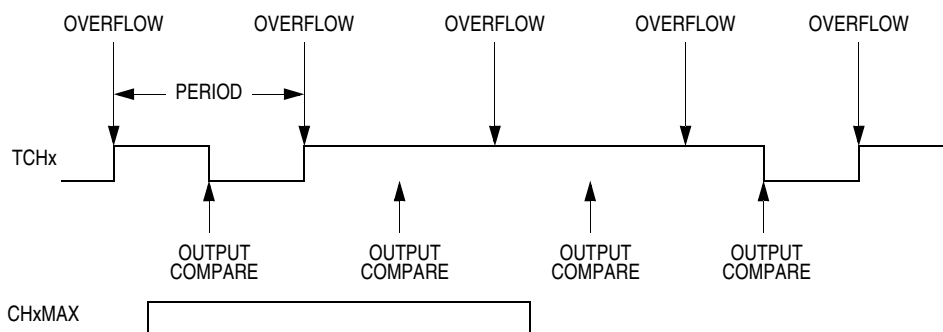 OVERFLOW OVERFLOW OVERFLOW OVERFLOW OVERFLOW
PERIOD
TCHx
OUTPUT COMPARE
OUTPUT COMPARE
OUTPUT COMPARE
OUTPUT COMPARE
CHxMAX